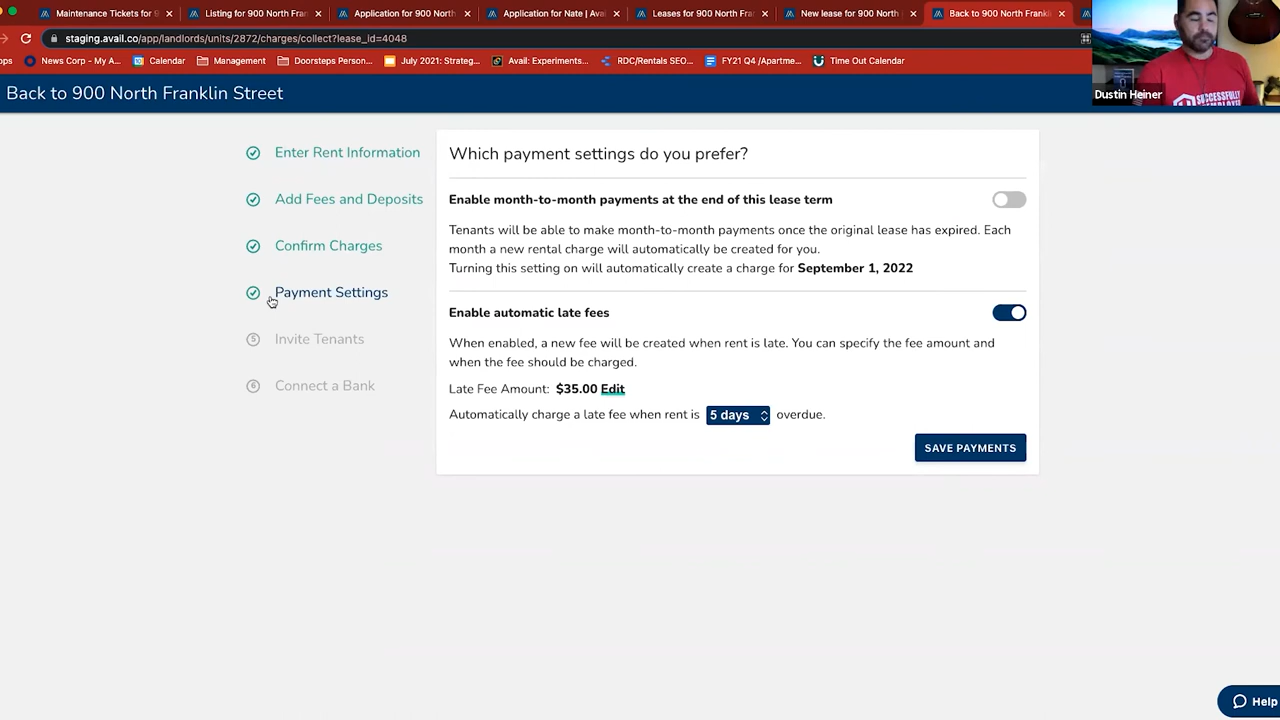 Maintenance Tickets for 9
Listing for 900 North Fran
Application for 900 North
Application for Nate | Ava
Leases for 900 North Fra
New lease for 900 North
Back to 900 North Frankli
staging.avail.co/app/landlords/units/2872/charges/collect?lease_id=4048
ops
News Corp – My A...
Calendar
Management
Doorsteps Person...
July 2021: Strateg...
Avail: Experiments...
RDC/Rentals SEO...
FY21 Q4 /Apartme...
Time Out Calendar
Dustin Heiner
SUCCESSFULLY
Back to 900 North Franklin Street
Enter Rent Information
Add Fees and Deposits
Confirm Charges
Payment Settings
5 Invite Tenants
6 Connect a Bank
Which payment settings do you prefer?
Enable month-to-month payments at the end of this lease term
Tenants will be able to make month-to-month payments once the original lease has expired. Each
month a new rental charge will automatically be created for you.
Turning this setting on will automatically create a charge for September 1, 2022
Enable automatic late fees
When enabled, a new fee will be created when rent is late. You can specify the fee amount and
when the fee should be charged.
Late Fee Amount: $35.00 Edit
Automatically charge a late fee when rent is 5 days overdue.
SAVE PAYMENTS
Help